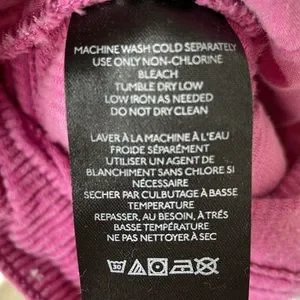 MACHINE WASH COLD SEPARATELY
USE ONLY NON-CHLORINE
BLEACH
TUMBLE DRY LOW
LOW IRON AS NEEDED
DO NOT DRY CLEAN
LAVER À LA MACHINE À L'EAU
FROIDE SÉPARÉMENT
UTILISER UN AGENT DE
BLANCHIMENT SANS CHLORE SI
NÉCESSAIRE
SECHER PAR CULBUTAGE À BASSE
TEMPERATURE
REPASSER, AU BESOIN, À TRÉS
BASSE TEMPÉRATURE
NE PAS NETTOYER À SEC
30